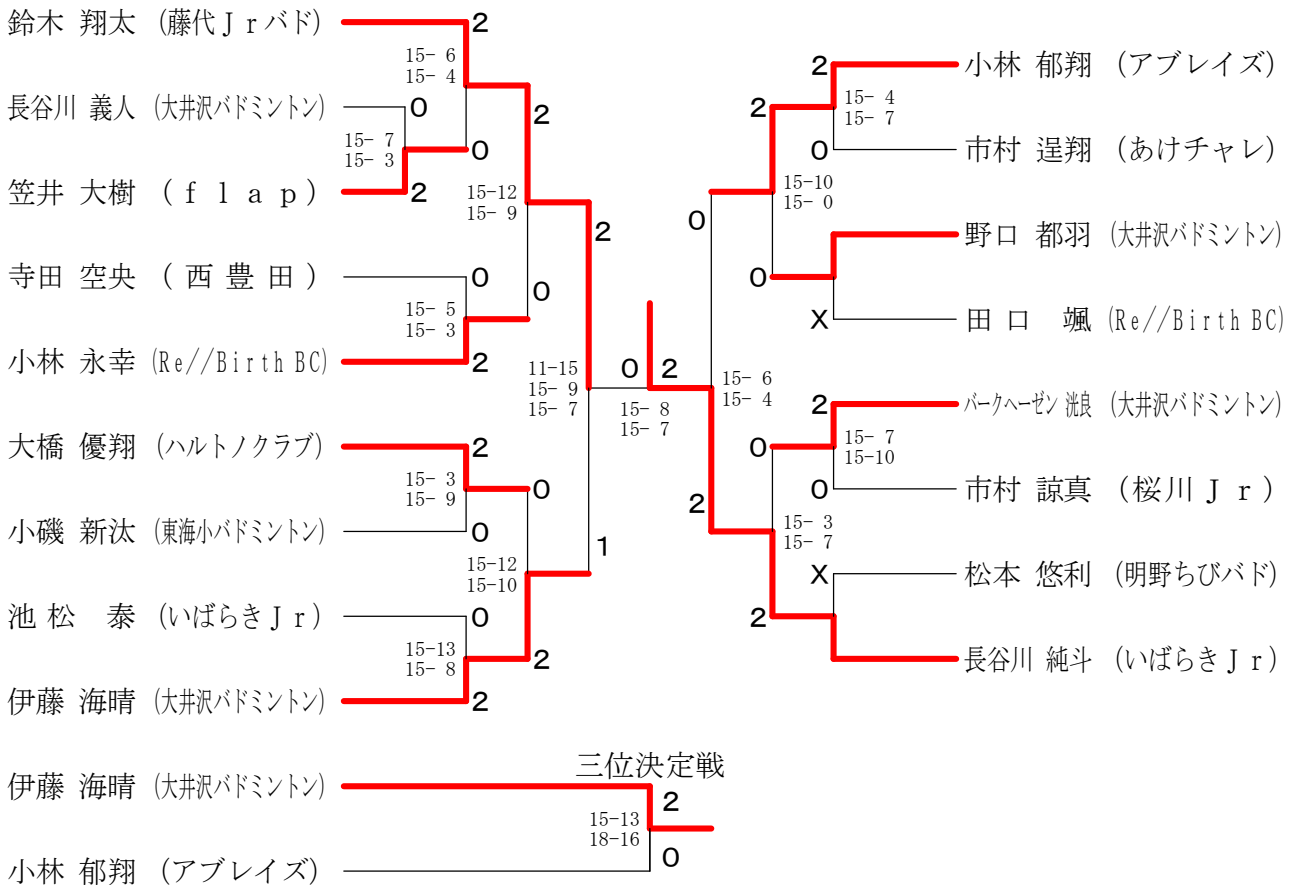 鈴木 翔太 (藤代Ｊｒバド)
2
15- 6
15- 4
長谷川 義人 (大井沢バドミントン)
0
2
15- 7
15- 3
0
笠井 大樹 (ｆｌａｐ)
2
15-12
15- 9
2
寺田 空央 (西豊田)
0
0
15- 5
15- 3
小林 永幸 (Re//Birth BC)
2
11-15
15- 9
15- 7
0
2
15- 8
15- 7
大橋 優翔 (ハルトノクラブ)
2
15- 3
15- 9
0
小磯 新汰 (東海小バドミントン)
0
1
15-12
15-10
池松 泰 (いばらきＪｒ)
0
15-13
15- 8
2
伊藤 海晴 (大井沢バドミントン)
2
2
小林 郁翔 (アブレイズ)
2
15- 4
15- 7
0
市村 逞翔 (あけチャレ)
15-10
15- 0
0
野口 都羽 (大井沢バドミントン)
0
X
田口 颯 (Re//Birth BC)
15- 6
15- 4
2
バークヘーゼン 洸良 (大井沢バドミントン)
0
15- 7
15-10
0
市村 諒真 (桜川Ｊｒ)
2
15- 3
15- 7
X
松本 悠利 (明野ちびバド)
2
長谷川 純斗 (いばらきＪｒ)
三位決定戦
伊藤 海晴 (大井沢バドミントン)
2
15-13
18-16
0
小林 郁翔 (アブレイズ)